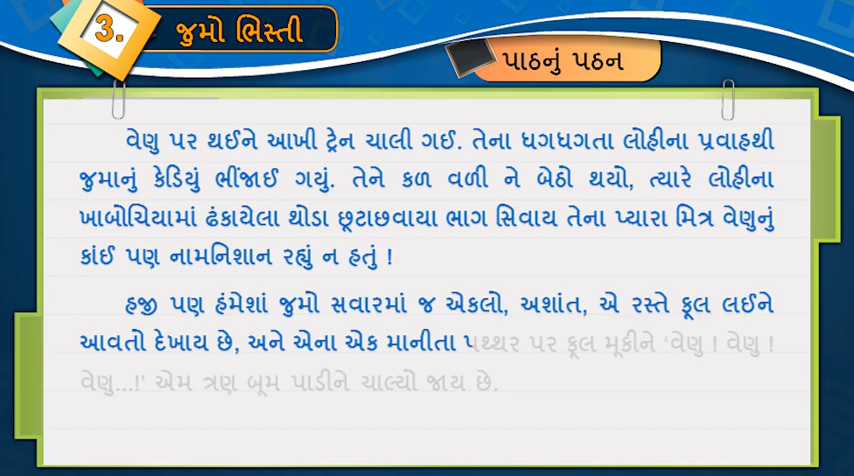 3. જુમો ભિસ્તી
પાઠનું પઠન
વેણુ પર થઈને આખી ટ્રેન ચાલી ગઈ. તેના ધગધગતા લોહીના પ્રવાહથી
જુમાનું કેડિયું ભીંજાઈ ગયું. તેને કળ વળી ને બેઠો થયો, ત્યારે લોહીના
ખાબોચિયામાં ઢંકાયેલા થોડા છૂટાછવાયા ભાગ સિવાય તેના પ્યારા મિત્ર વેણુનું
કાંઈ પણ નામનિશાન રહ્યું ન હતું !
હજી પણ હંમેશાં જુમો સવારમાં જ એકલો, અશાંત, એ રસ્તે ફૂલ લઈને
આવતો દેખાય છે, અને એના એક માનીતા પથ્થર પર ફૂલ મૂકીને ‘વેણુ ! વેણુ !
વેણુ...!’ એમ ત્રણ બૂમ પાડીને ચાલ્યો જાય છે.